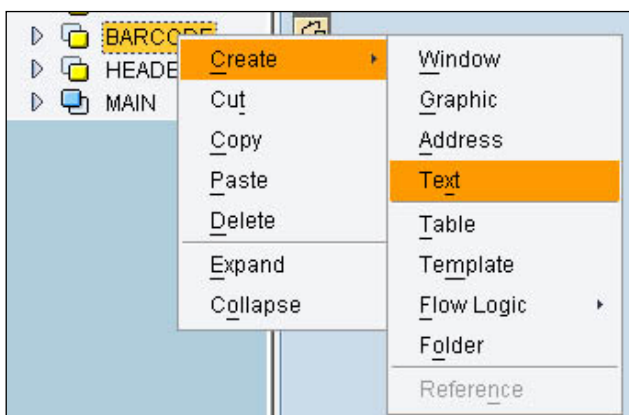 BARCODE
HEADE
MAIN
Create
Cut
Copy
Paste
Delete
Expand
Collapse
Window
Graphic
Address
Text
Table
Template
Flow Logic
Folder
Reference